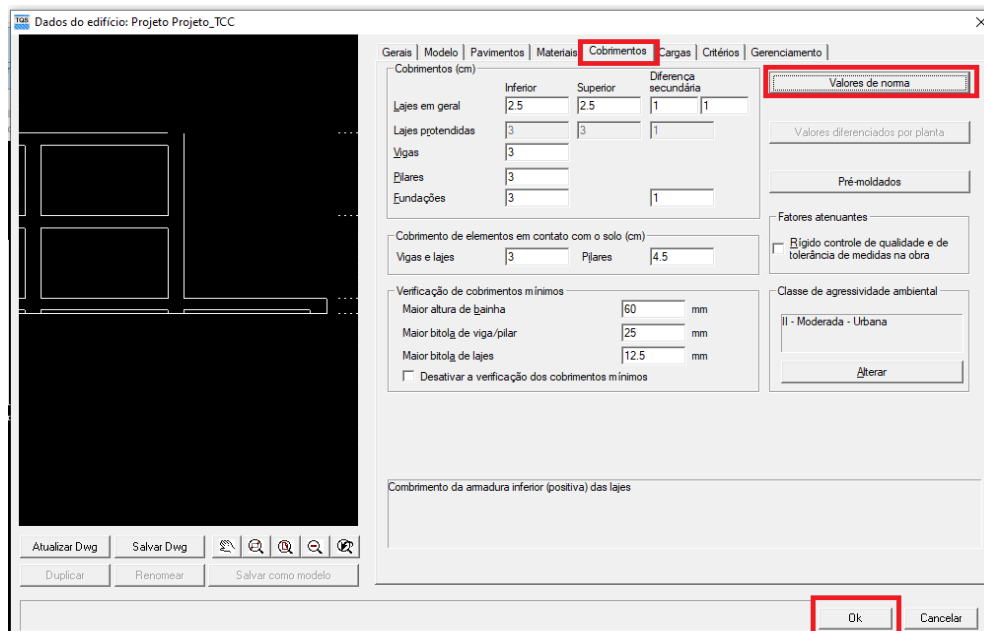 TQS Dados do edifício: Projeto Projeto_TCC
Gerais Modelo Pavimentos Materiais Cobrimentos Cargas Critérios Gerenciamento
Cobrimentos (cm)
Inferior Superior Diferença secundária
Lajes em geral 2.5 2.5 1 1
Lajes protendidas 3 3 1
Vigas 3
Pilares 3
Fundações 3 1
Cobrimento de elementos em contato com o solo (cm)
Vigas e lajes 3 Pilares 4.5
Verificação de cobrimentos mínimos
Maior altura de bainha 60 mm
Maior bitola de viga/pilar 25 mm
Maior bitola de lajes 12.5 mm
Desativar a verificação dos cobrimentos mínimos
Valores de norma
Valores diferenciados por planta
Pré-moldados
Fatores atenuantes
Rígido controle de qualidade e de
tolerância de medidas na obra
Classe de agressividade ambiental
II - Moderada - Urbana
Alterar
Combrimento da armadura inferior (positiva) das lajes
Atualizar Dwg Salvar Dwg
Duplicar Renomear Salvar como modelo
Ok Cancelar